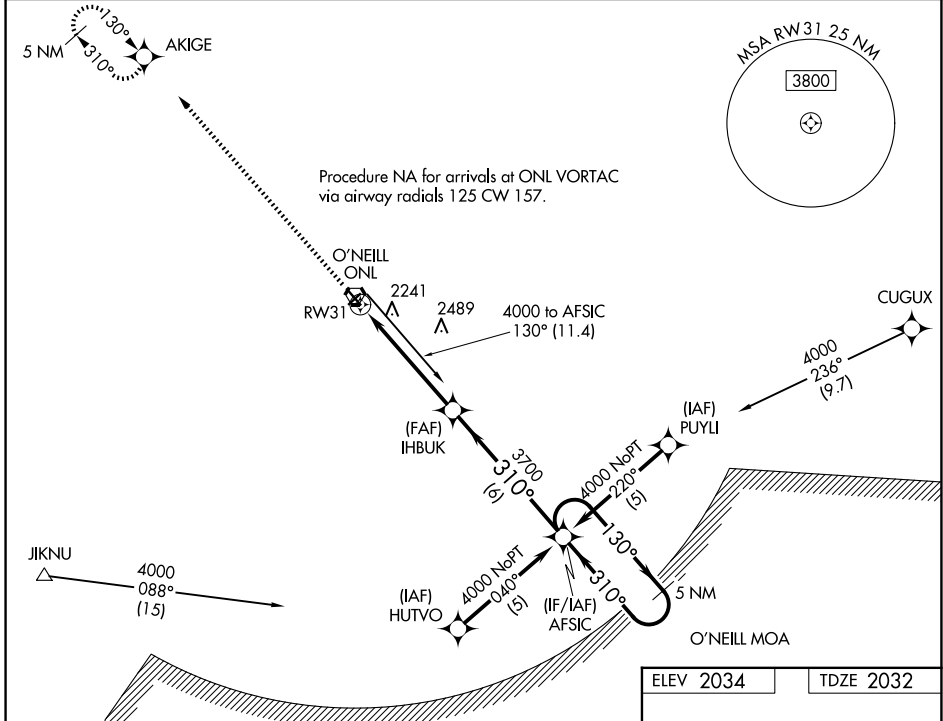 130°
310°
5 NM
AKIGE
MSA RW31 25 NM
3800
Procedure NA for arrivals at ONL VORTAC
via airway radials 125 CW 157.
O'NEILL
ONL
RW31
2241
2489
4000 to AFSIC
130° (11.4)
CUGUX
4000
236°
(9.7)
(IAF)
PUYLI
(FAF)
IHBUK
3700
310°
(6)
4000 NoPT
220°
(5)
130°
310°
5 NM
JIKNU
4000
088°
(15)
(IAF)
HUTVO
4000 NoPT
040°
(5)
(IF/IAF)
AFSIC
O'NEILL MOA
ELEV 2034
TDZE 2032